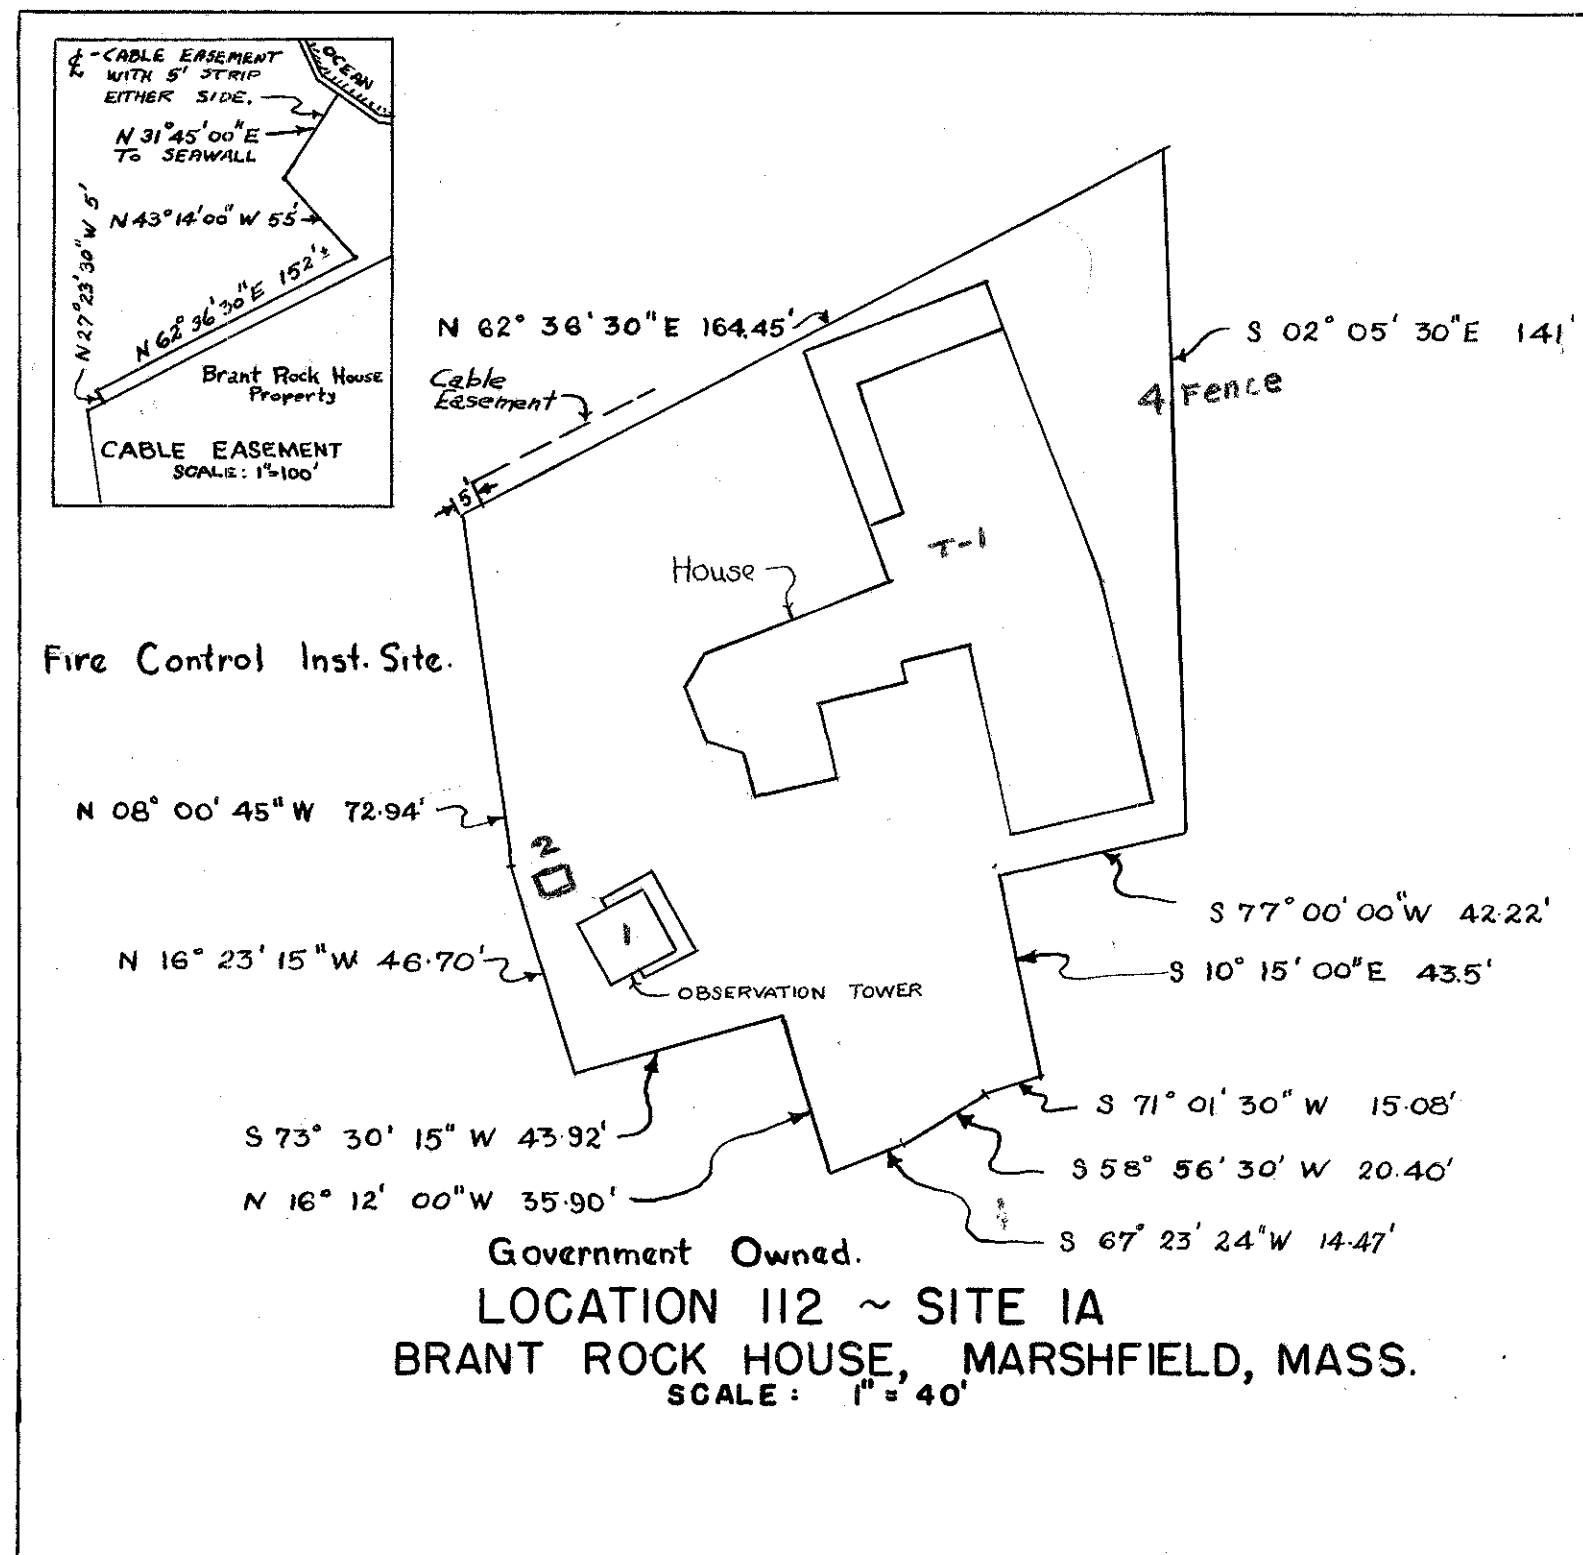 ℄ - CABLE EASEMENT
WITH 5' STRIP
EITHER SIDE.
OCEAN
N 31° 45' 00" E
TO SEAWALL
N 43° 14' 00" W 55'
N 27° 23' 30" W 5'
N 62° 36' 30" E 152'±
Brant Rock House
Property
CABLE EASEMENT
SCALE: 1"=100'
N 62° 36' 30" E 164.45'
S 02° 05' 30" E 141'
Cable
Easement
4 Fence
5'
T-1
House
Fire Control Inst. Site.
N 08° 00' 45" W 72.94'
2
1
S 77° 00' 00" W 42.22'
N 16° 23' 15" W 46.70'
S 10° 15' 00" E 43.5'
OBSERVATION TOWER
S 71° 01' 30" W 15.08'
S 73° 30' 15" W 43.92'
S 58° 56' 30' W 20.40'
N 16° 12' 00" W 35.90'
S 67° 23' 24" W 14.47'
Government Owned.
LOCATION 112 ~ SITE 1A
BRANT ROCK HOUSE, MARSHFIELD, MASS.
SCALE: 1" = 40'